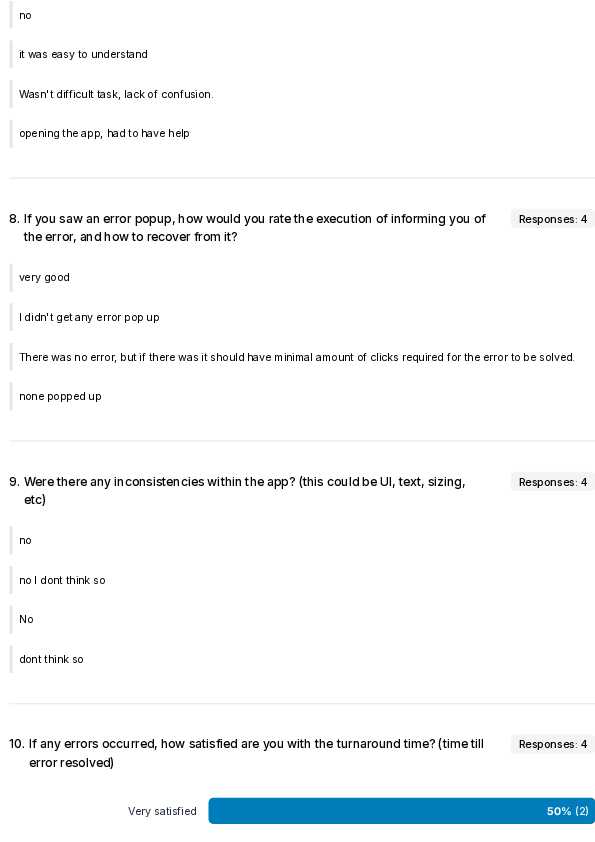 no
it was easy to understand
Wasn't difficult task, lack of confusion.
opening the app, had to have help
8. If you saw an error popup, how would you rate the execution of informing you of
the error, and how to recover from it?
Responses: 4
very good
I didn't get any error pop up
There was no error, but if there was it should have minimal amount of clicks required for the error to be solved.
none popped up
9. Were there any inconsistencies within the app? (this could be UI, text, sizing,
etc)
Responses: 4
no
no I dont think so
No
dont think so
10. If any errors occurred, how satisfied are you with the turnaround time? (time till
error resolved)
Responses: 4
Very satisfied
50% (2)